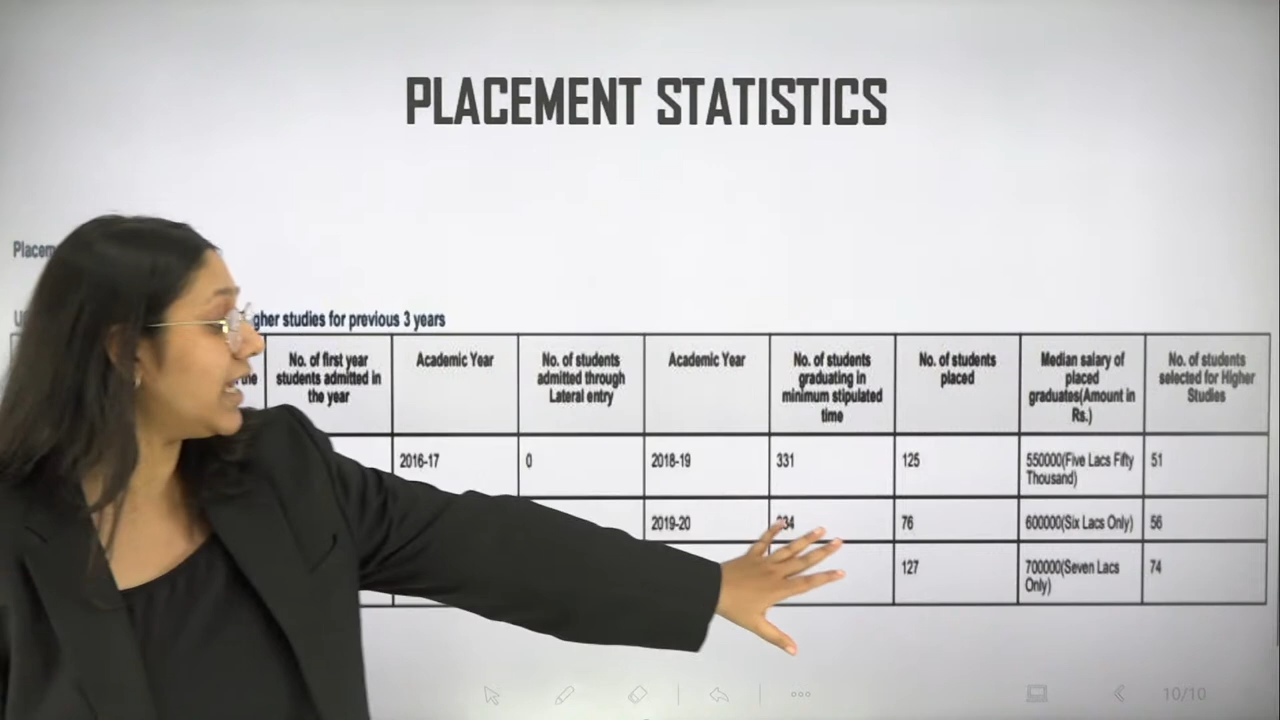 PLACEMENT STATISTICS
gher studies for previous 3 years
No. of first year
students admitted in
the year
Academic Year
No. of students
admitted through
Lateral entry
Academic Year
No. of students
graduating in
minimum stipulated
time
No. of students
placed
Median salary of
placed
graduates(Amount in
Rs.)
No. of students
selected for Higher
Studies
the
2016-17
0
2018-19
331
125
550000(Five Lacs Fifty
Thousand)
51
2019-20
76
600000(Six Lacs Only)
56
127
700000(Seven Lacs
Only)
74
10/10